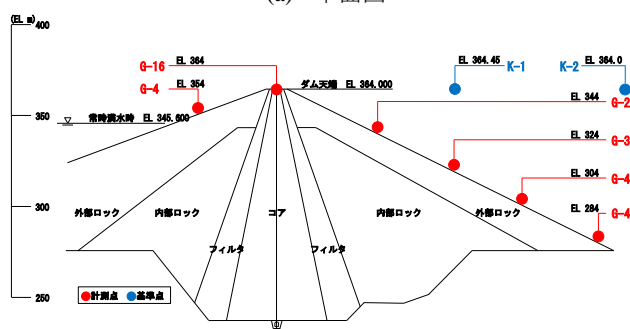 (a) 平面図
(EL m)
400
EL 364
G-16
EL 354
G-4
ダム天端 EL 364.000
EL 364.45
K-1
K-2
EL 364.0
EL 344
G-2
350
常時満水時 EL 345.600
EL 324
G-3
EL 304
G-4
300
外部ロック
内部ロック
コア
内部ロック
外部ロック
EL 284
G-4
フィルタ
フィルタ
250
計測点
基準点